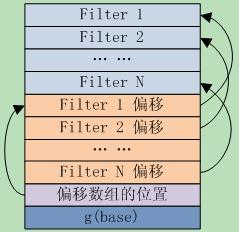 Filter 1
Filter 2
… …
Filter N
Filter 1 偏移
Filter 2 偏移
… …
Filter N 偏移
偏移数组的位置
g(base)